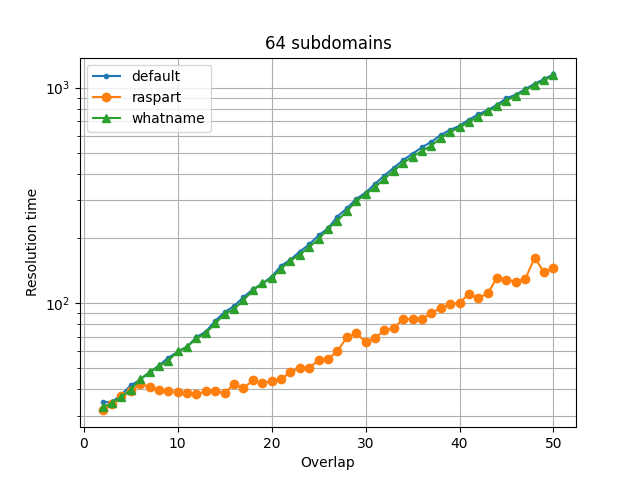 64 subdomains
default
raspart
whatname
Resolution time
10³
10²
0 10 20 30 40 50
Overlap